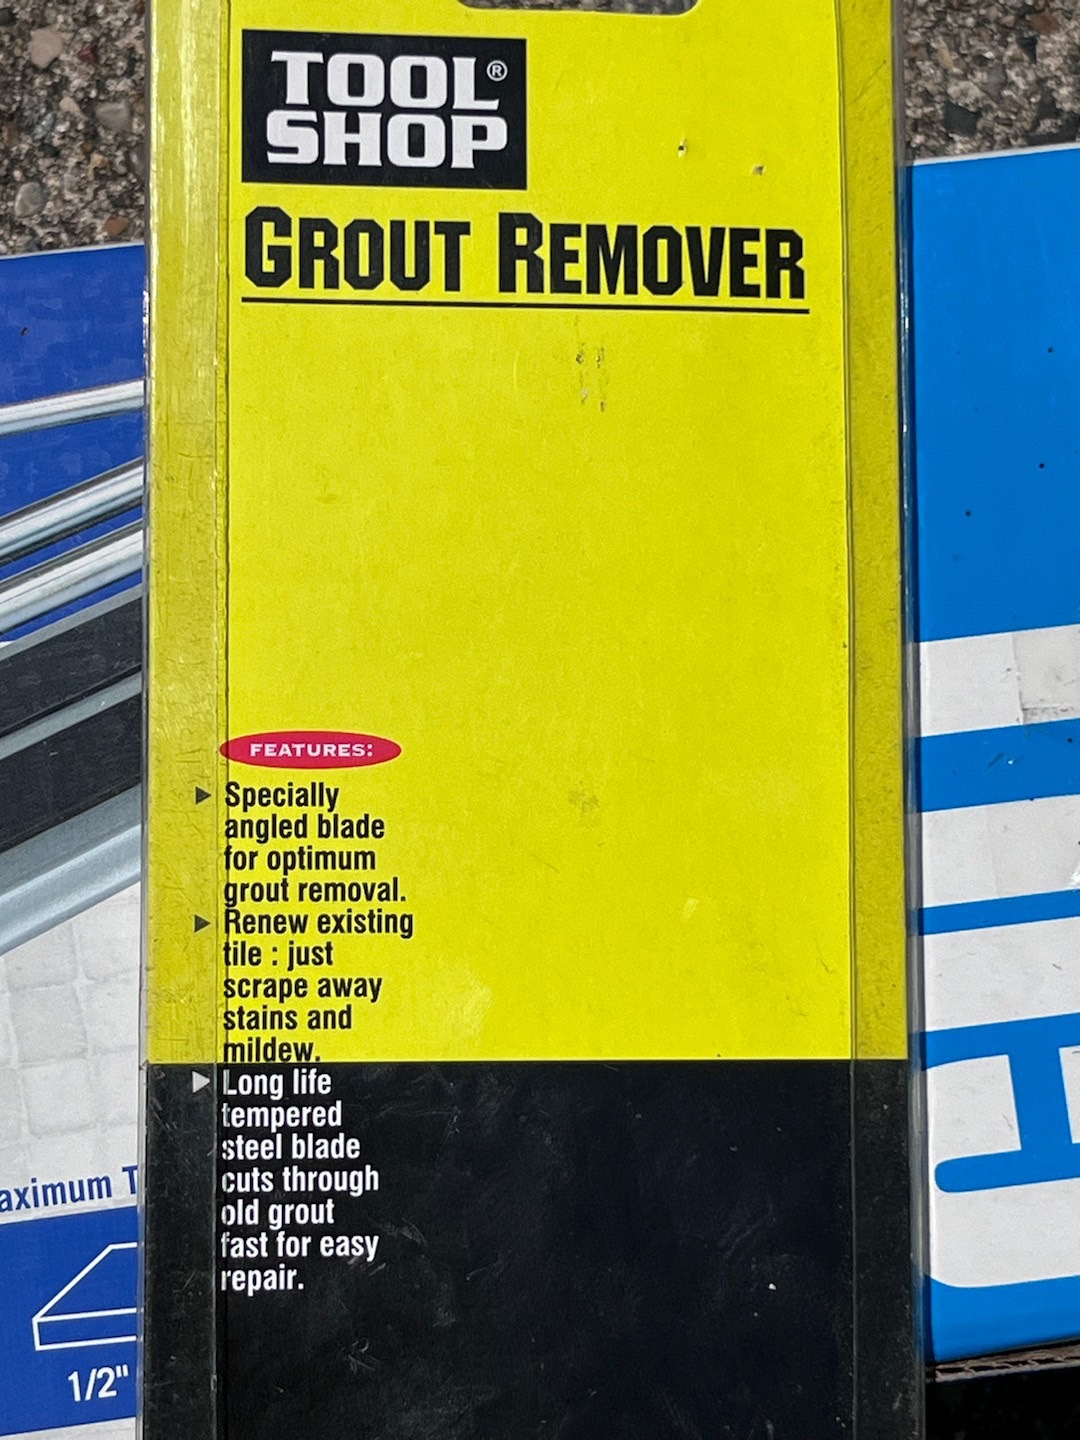 TOOL®
SHOP
GROUT REMOVER
FEATURES:
Specially
angled blade
for optimum
grout removal.
Renew existing
tile : just
scrape away
stains and
mildew.
Long life
tempered
steel blade
cuts through
old grout
fast for easy
repair.
aximum T
1/2"